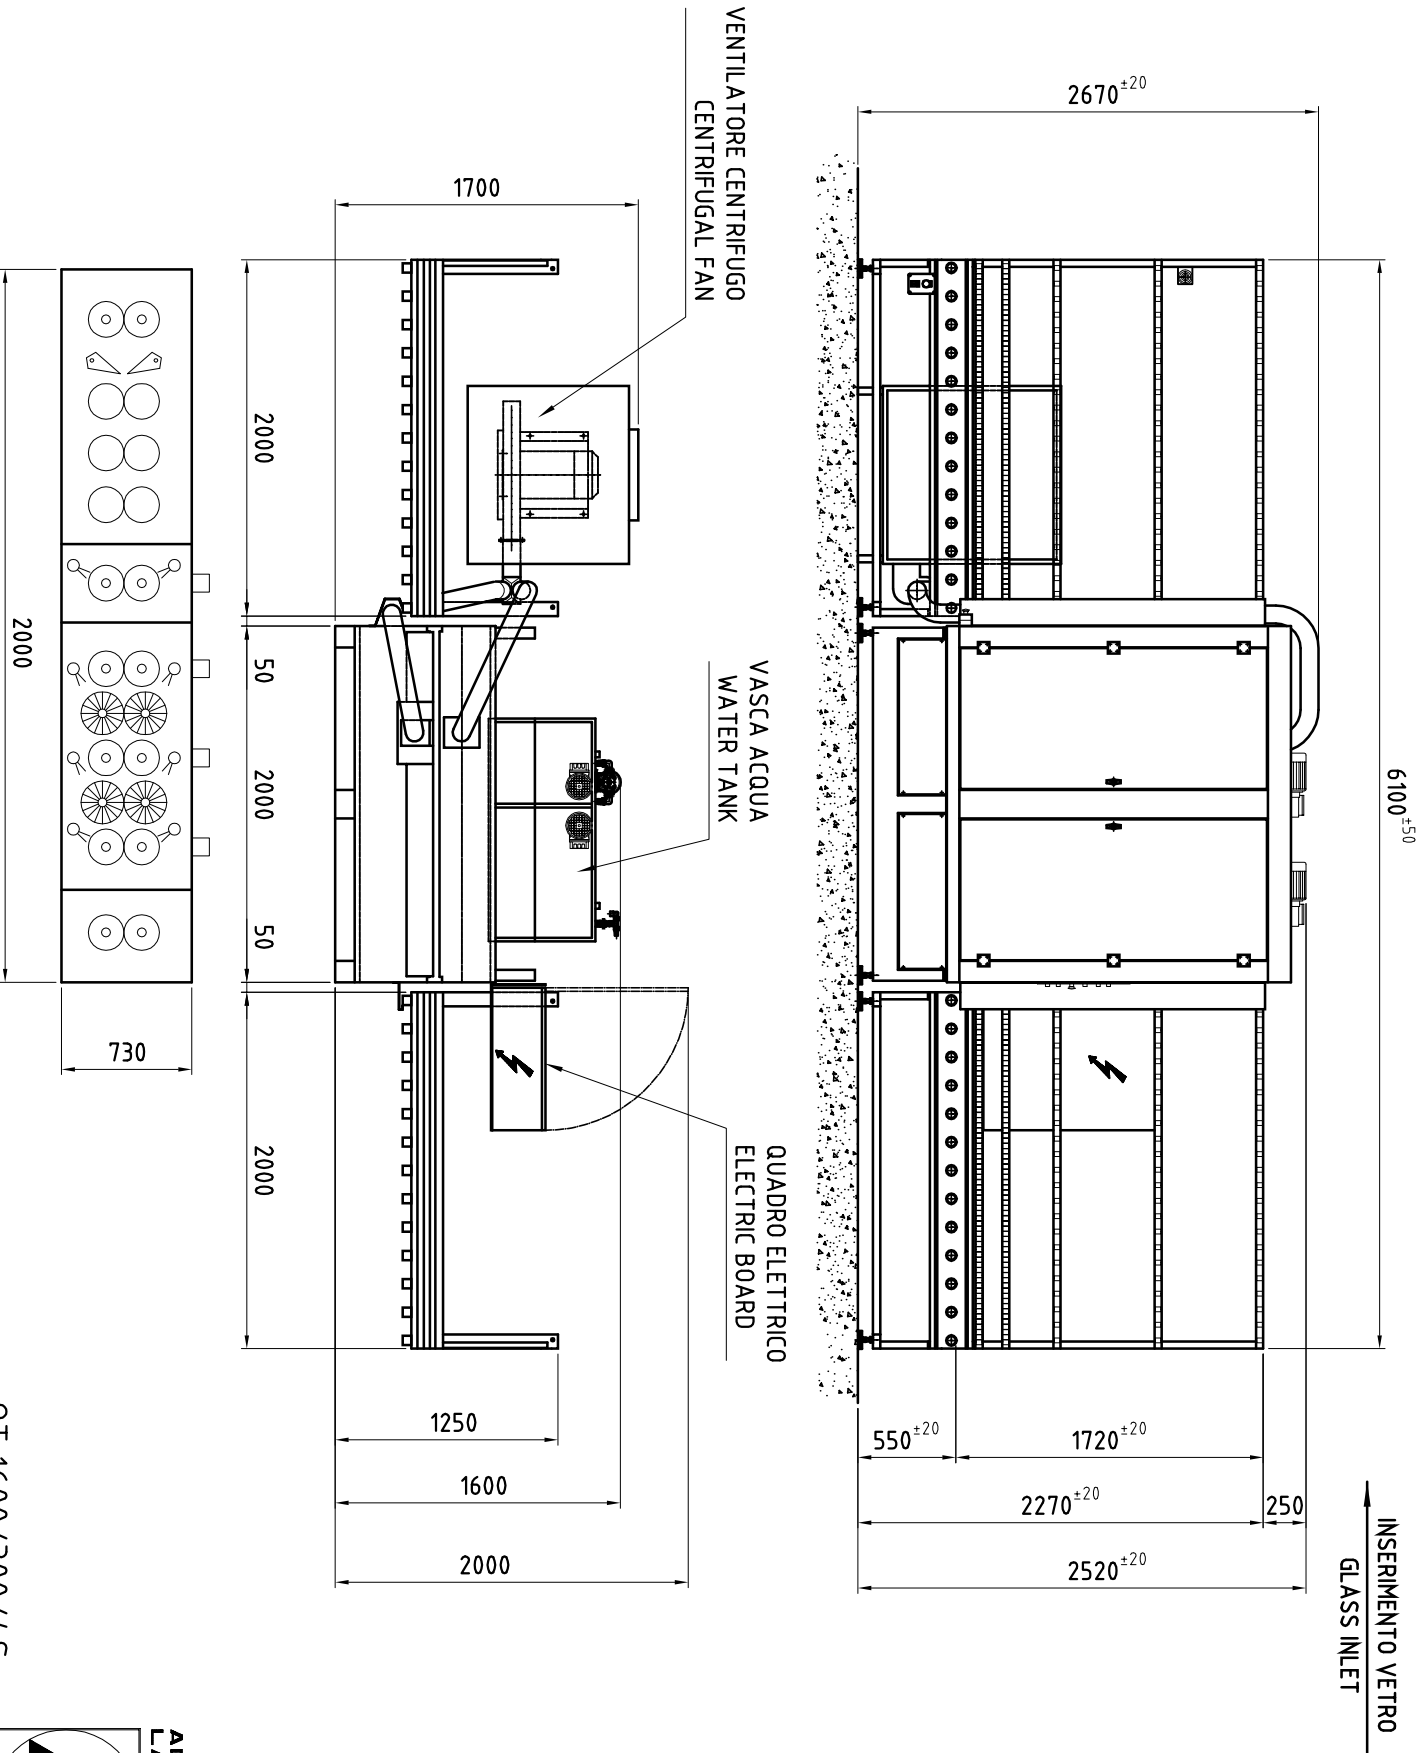 6100 ±50
INSERIMENTO VETRO
GLASS INLET
2670 ±20
550 ±20
1720 ±20
2270 ±20
250
2520 ±20
VENTILATORE CENTRIFUGO
CENTRIFUGAL FAN
VASCA ACQUA
WATER TANK
QUADRO ELETTRICO
ELECTRIC BOARD
1700
1250
1600
2000
2000
50
2000
50
2000
730
2000